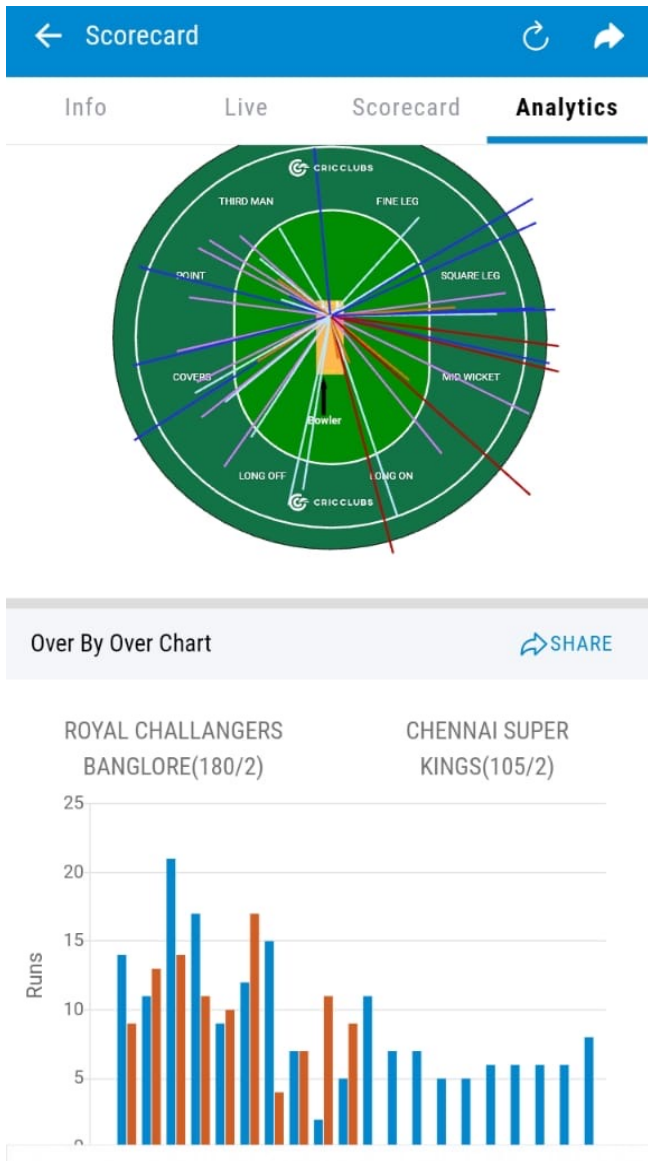 Scorecard
Info
Live
Scorecard
Analytics
CRICCLUBS
THIRD MAN
FINE LEG
POINT
SQUARE LEG
COVERS
MID WICKET
Bowler
LONG OFF
LONG ON
CRICCLUBS
Over By Over Chart
SHARE
ROYAL CHALLANGERS
BANGLORE(180/2)
CHENNAI SUPER
KINGS(105/2)
25
20
15
10
5
0
Runs